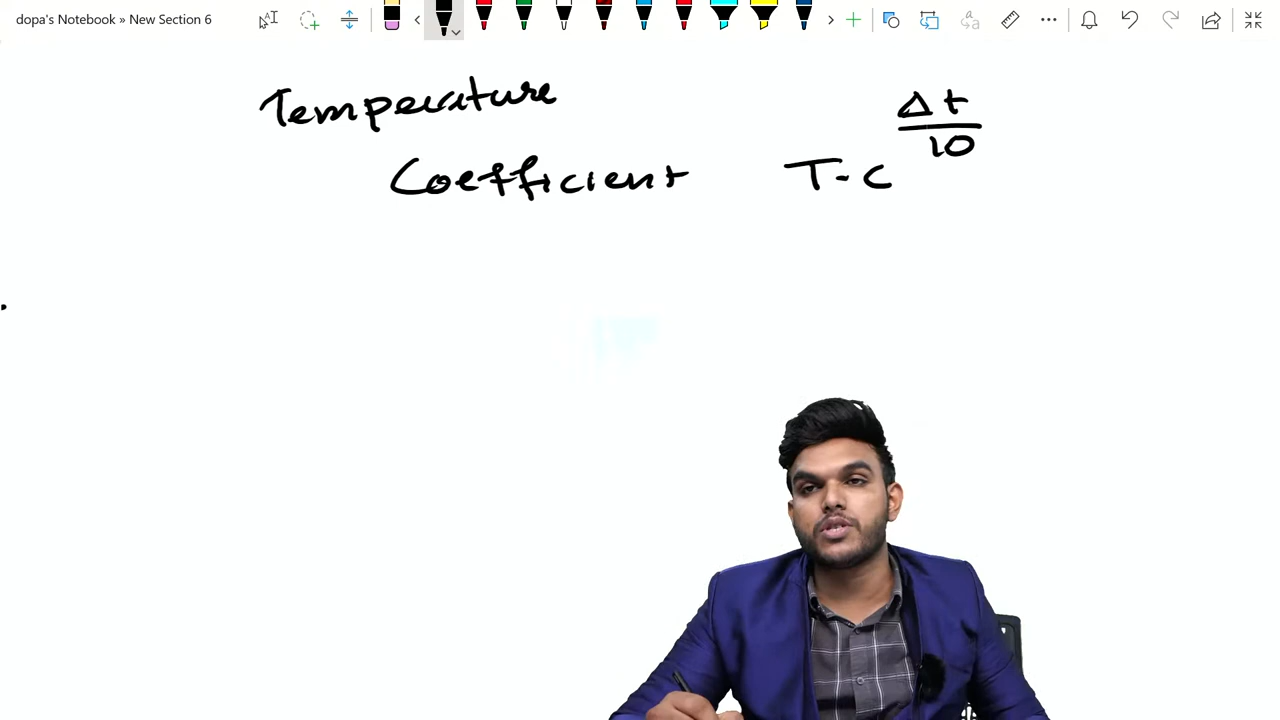 dopa's Notebook » New Section 6
Temperature
Coefficient T-C
Δt
10